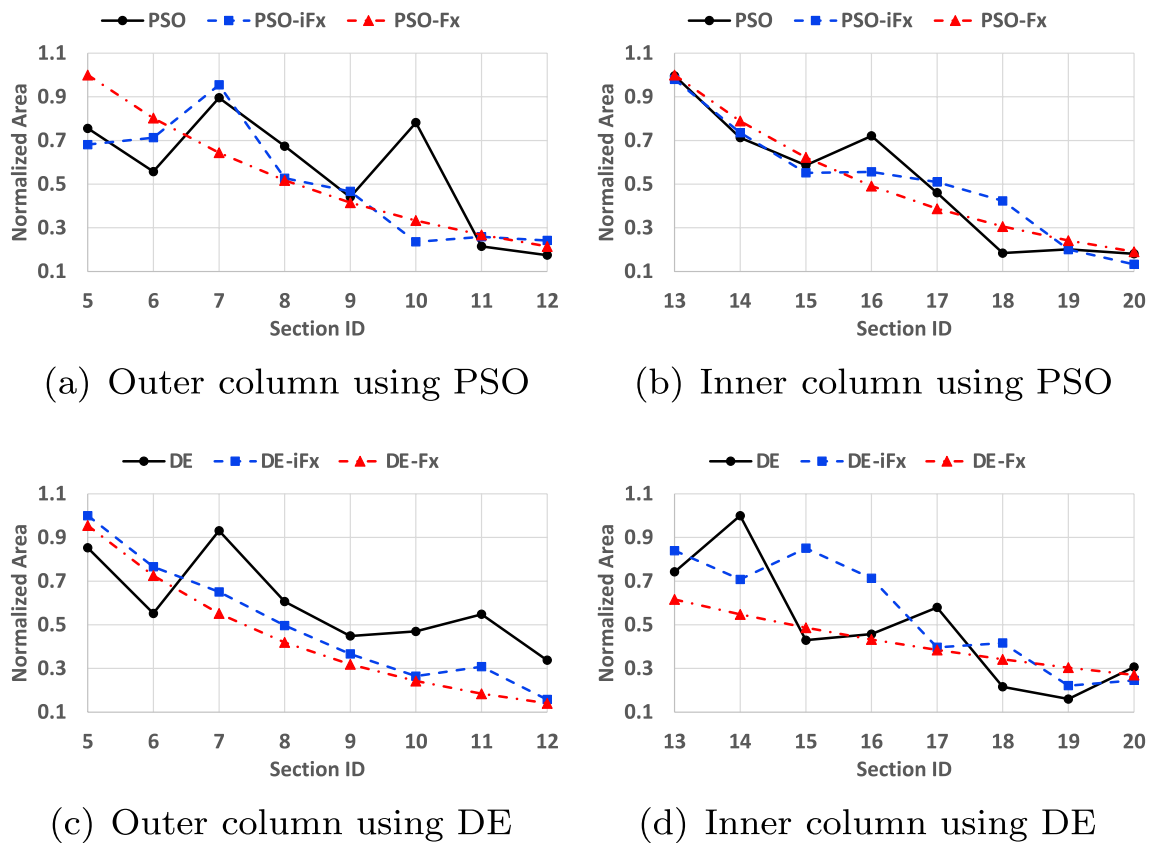 PSO PSO-iFx PSO-Fx
1.1
0.9
0.7
0.5
0.3
0.1
Normalized Area
5 6 7 8 9 10 11 12
Section ID
(a) Outer column using PSO
PSO PSO-iFx PSO-Fx
1.1
0.9
0.7
0.5
0.3
0.1
Normalized Area
13 14 15 16 17 18 19 20
Section ID
(b) Inner column using PSO
DE DE-iFx DE-Fx
1.1
0.9
0.7
0.5
0.3
0.1
Normalized Area
5 6 7 8 9 10 11 12
Section ID
(c) Outer column using DE
DE DE-iFx DE-Fx
1.1
0.9
0.7
0.5
0.3
0.1
Normalized Area
13 14 15 16 17 18 19 20
Section ID
(d) Inner column using DE